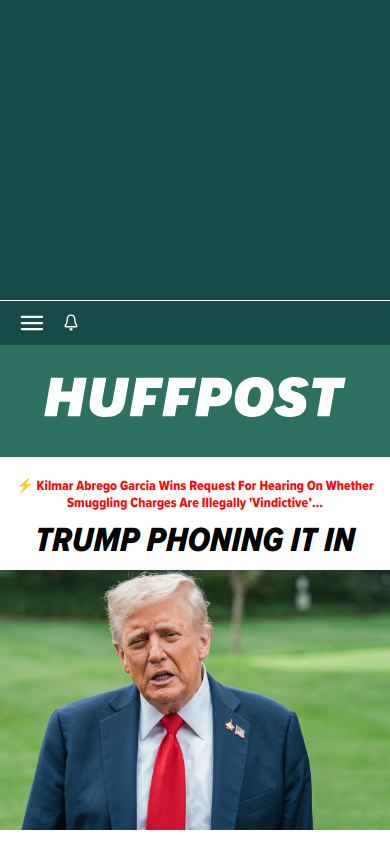 HUFFPOST
⚡ Kilmar Abrego Garcia Wins Request For Hearing On Whether
Smuggling Charges Are Illegally 'Vindictive’...
TRUMP PHONING IT IN